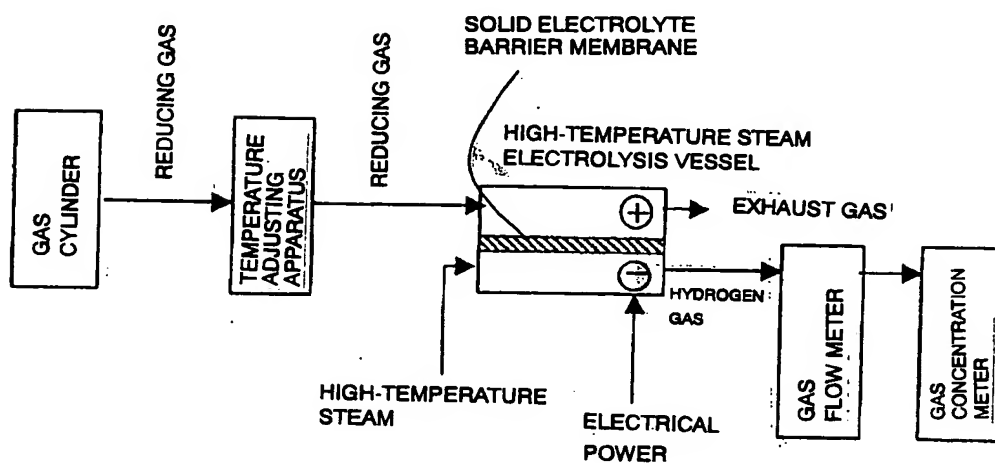 SOLID ELECTROLYTE
BARRIER MEMBRANE
REDUCING GAS
REDUCING GAS
HIGH-TEMPERATURE STEAM
ELECTROLYSIS VESSEL
GAS
CYLINDER
TEMPERATURE
ADJUSTING
APPARATUS
+
EXHAUST GAS
−
HYDROGEN
GAS
GAS
FLOW METER
GAS
CONCENTRATION
METER
HIGH-TEMPERATURE
STEAM
ELECTRICAL
POWER